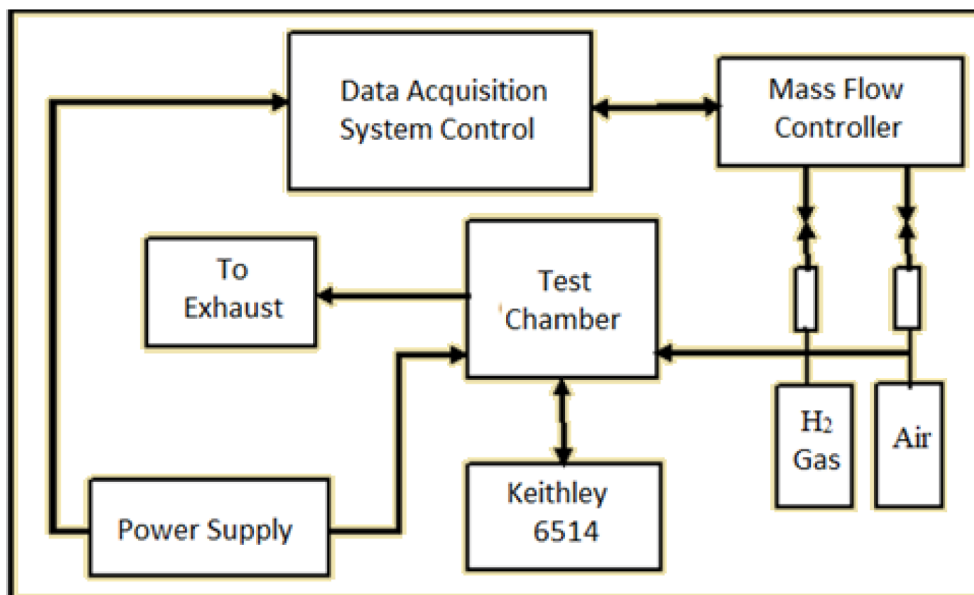 Data Acquisition
System Control
Mass Flow
Controller
To
Exhaust
Test
Chamber
H₂
Gas
Air
Power Supply
Keithley
6514